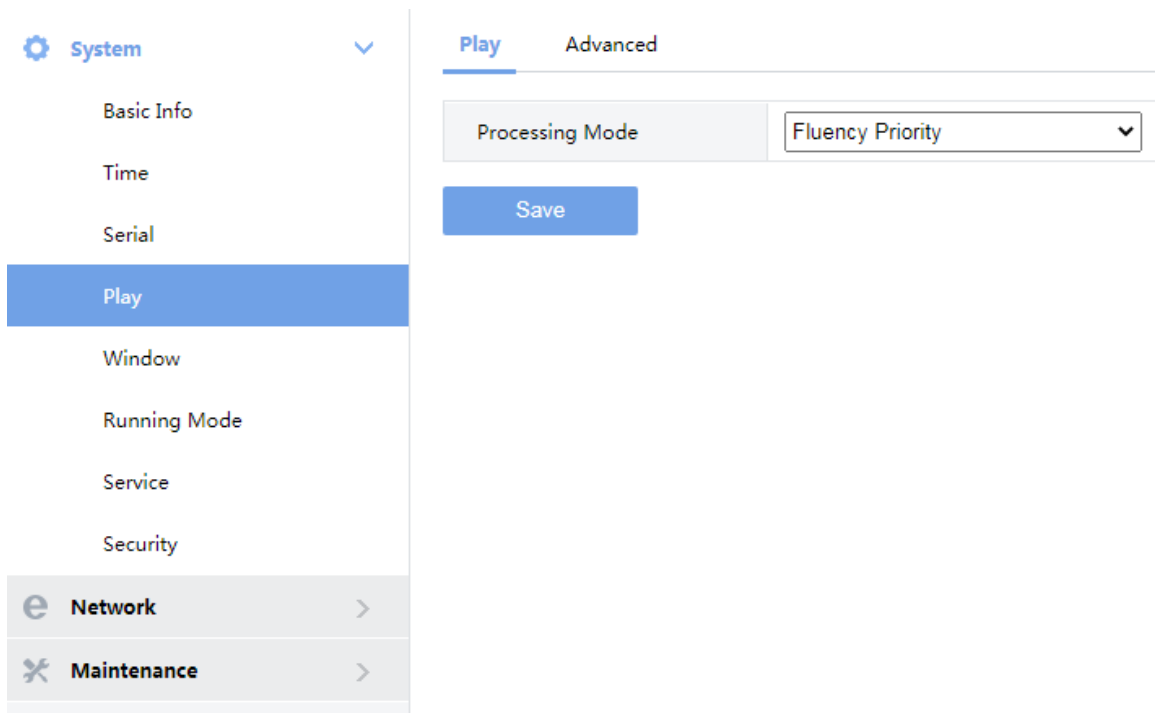 System
Basic Info
Time
Serial
Play
Window
Running Mode
Service
Security
Network
Maintenance
Play Advanced
Processing Mode Fluency Priority
Save